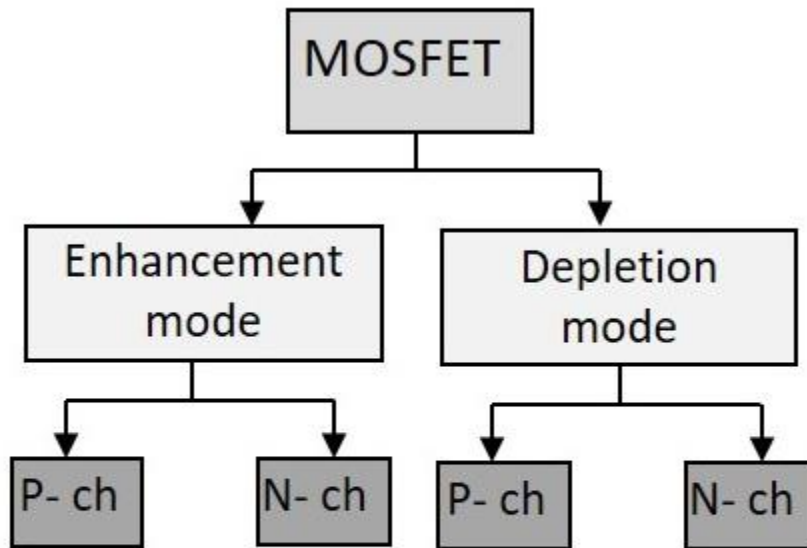 MOSFET
Enhancement
mode
Depletion
mode
P- ch
N- ch
P- ch
N- ch